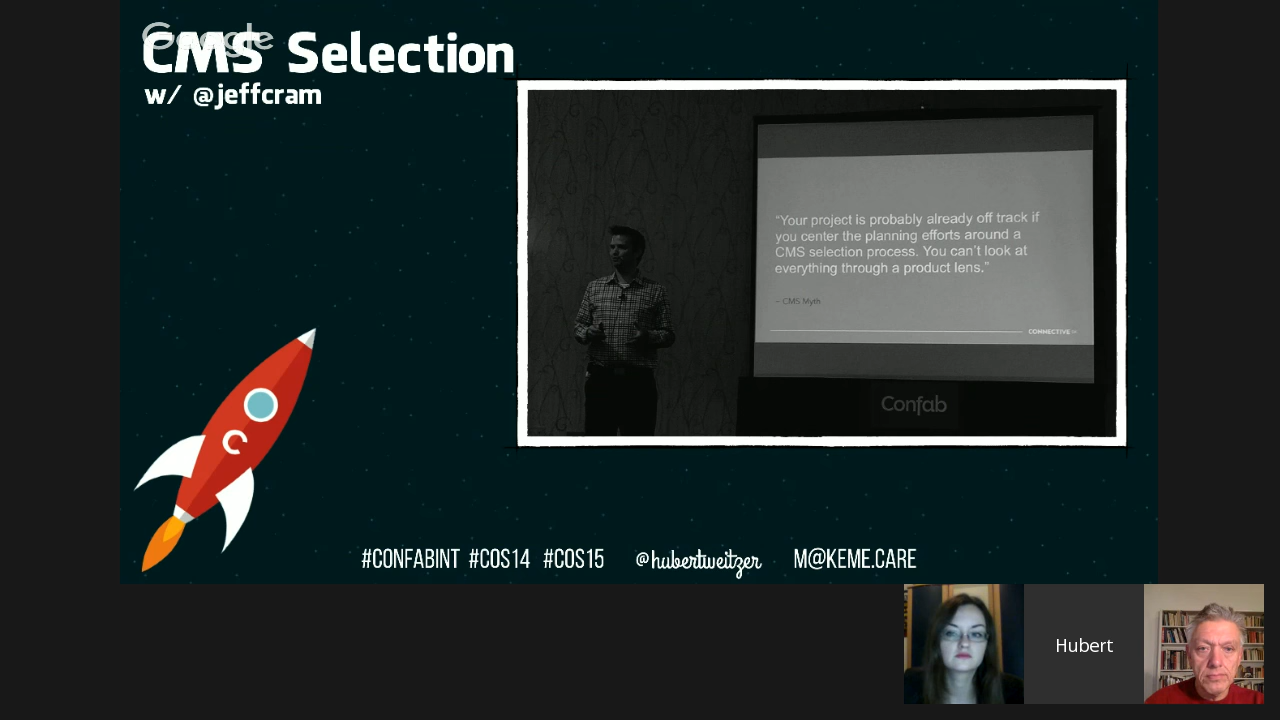 Google
CMS Selection
w/ @jeffcram
“Your project is probably already off track if
you center the planning efforts around a
CMS selection process. You can’t look at
everything through a product lens.”
– CMS Myth
CONNECTIVE
Confab
#CONFABINT #COS14 #COS15 @hubertweitzer M@KEME.CARE
Hubert